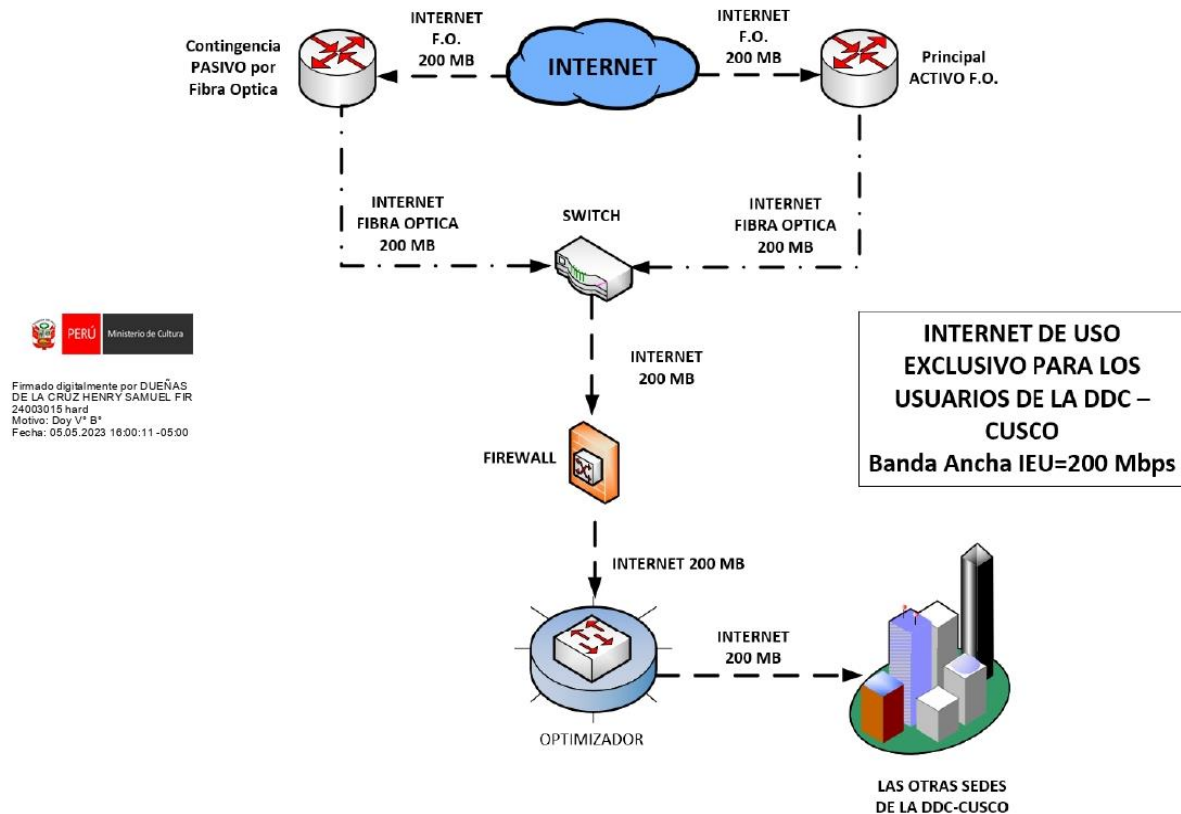 INTERNET
F.O.
200 MB
INTERNET
F.O.
200 MB
Contingencia
PASIVO por
Fibra Optica
INTERNET
Principal
ACTIVO F.O.
INTERNET
FIBRA OPTICA
200 MB
SWITCH
INTERNET
FIBRA OPTICA
200 MB
PERÚ Ministerio de Cultura
Firmado digitalmente por DUEÑAS
DE LA CRUZ HENRY SAMUEL FIR
24003015 hard
Motivo: Doy V° B°
Fecha: 05.05.2023 16:00:11 -05:00
INTERNET
200 MB
INTERNET DE USO
EXCLUSIVO PARA LOS
USUARIOS DE LA DDC –
CUSCO
Banda Ancha IEU=200 Mbps
FIREWALL
INTERNET 200 MB
INTERNET
200 MB
OPTIMIZADOR
LAS OTRAS SEDES
DE LA DDC-CUSCO